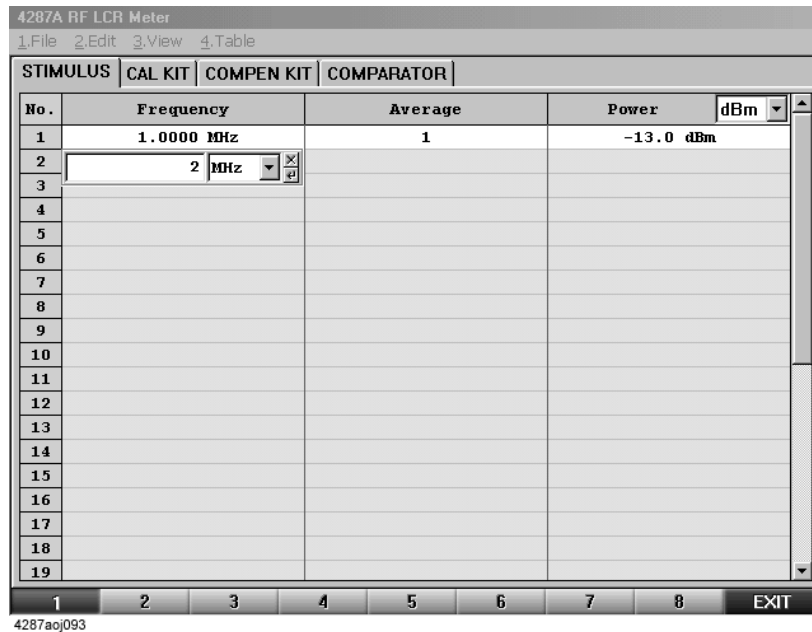 4287A RF LCR Meter
1.File 2.Edit 3.View 4.Table
STIMULUS CAL KIT COMPEN KIT COMPARATOR
No. Frequency Average Power dBm
1 1.0000 MHz 1 -13.0 dBm
2 2 MHz
3
4
5
6
7
8
9
10
11
12
13
14
15
16
17
18
19
1 2 3 4 5 6 7 8 EXIT
4287aoj093